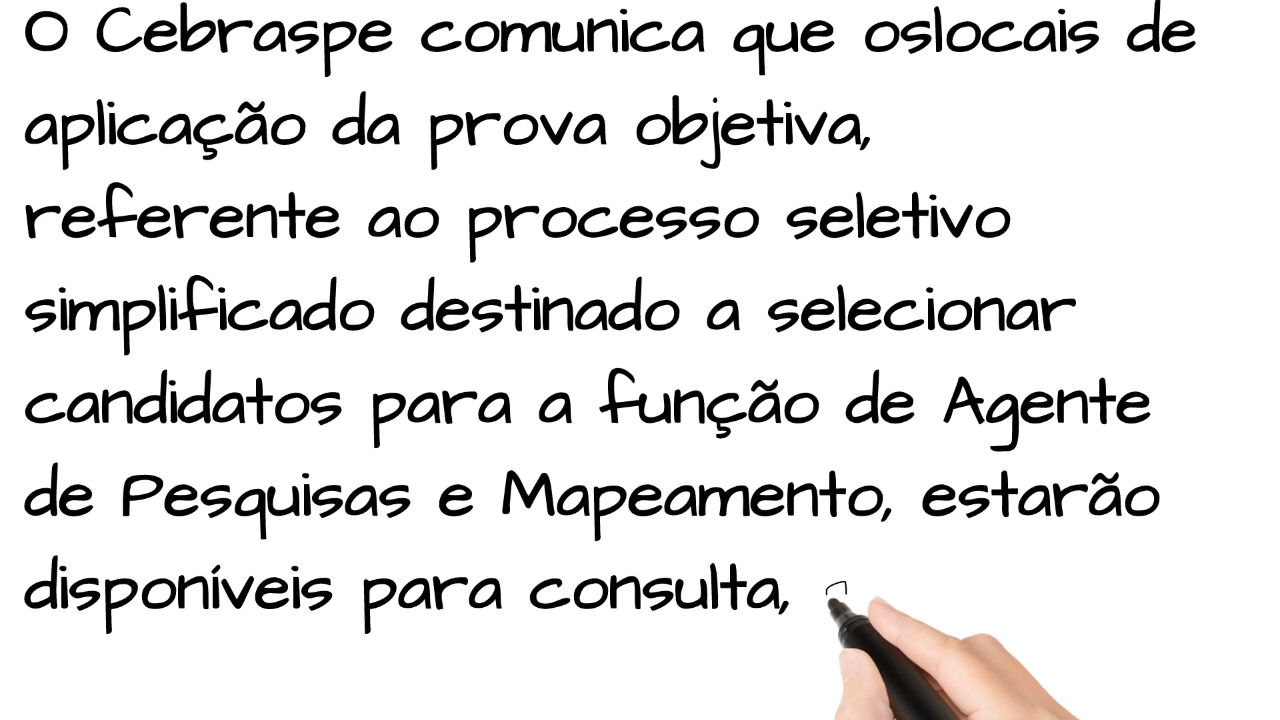 O Cebraspe comunica que oslocais de
aplicação da prova objetiva,
referente ao processo seletivo
simplificado destinado a selecionar
candidatos para a função de Agente
de Pesquisas e Mapeamento, estarão
disponíveis para consulta,